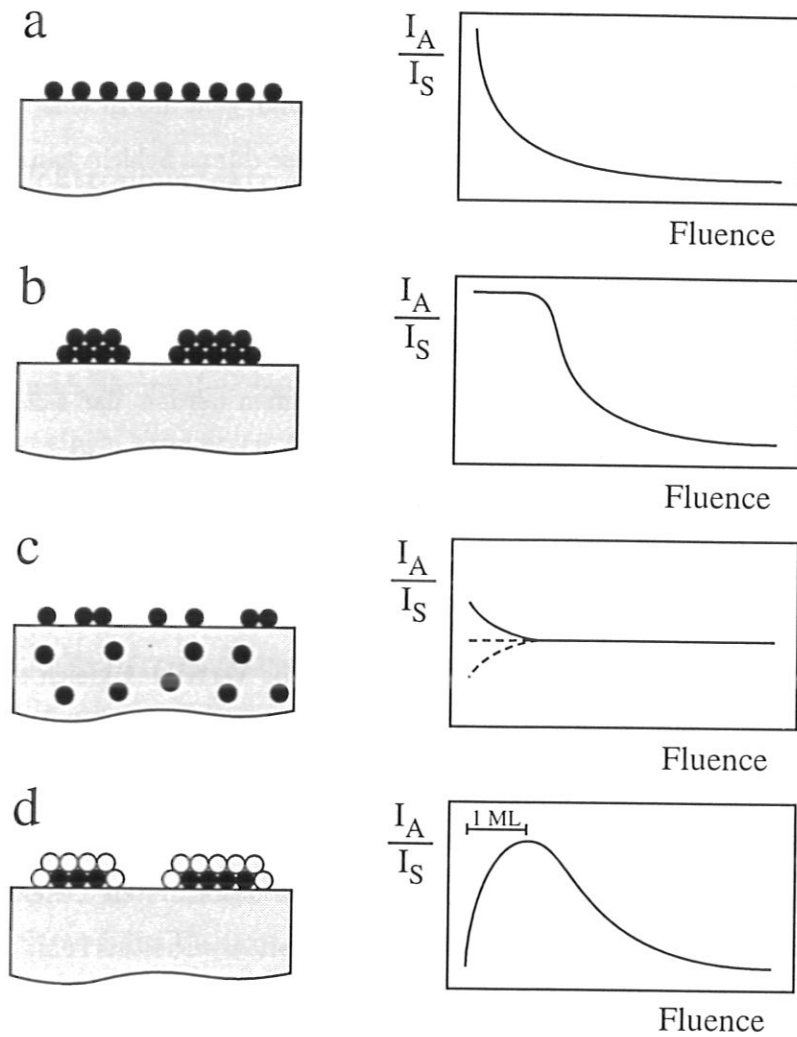 a
I_A
I_S
Fluence
b
I_A
I_S
Fluence
c
I_A
I_S
Fluence
d
I_A
I_S
1 ML
Fluence